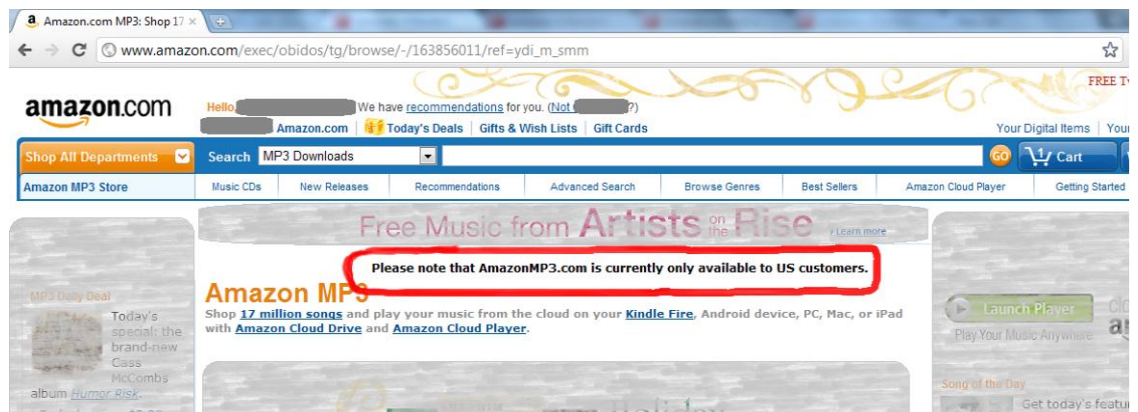 Amazon.com MP3: Shop 17
www.amazon.com/exec/obidos/tg/browse/-/163856011/ref=ydi_m_smm
FREE
amazon.com
Hello, We have recommendations for you. (Not ?)
Amazon.com Today's Deals Gifts & Wish Lists Gift Cards Your Digital Items
Shop All Departments Search MP3 Downloads GO 1 Cart
Amazon MP3 Store Music CDs New Releases Recommendations Advanced Search Browse Genres Best Sellers Amazon Cloud Player Getting Started
Free Music from Artists on the Rise › Learn more
Please note that AmazonMP3.com is currently only available to US customers.
Amazon MP3
Shop 17 million songs and play your music from the cloud on your Kindle Fire, Android device, PC, Mac, or iPad
with Amazon Cloud Drive and Amazon Cloud Player.
MP3 Daily Deal
Today's
special: the
brand-new
Cass
McCombs
album Humor Risk.
Launch Player
Play Your Music Anywhere
Song of the Day
Get today's
Holiday